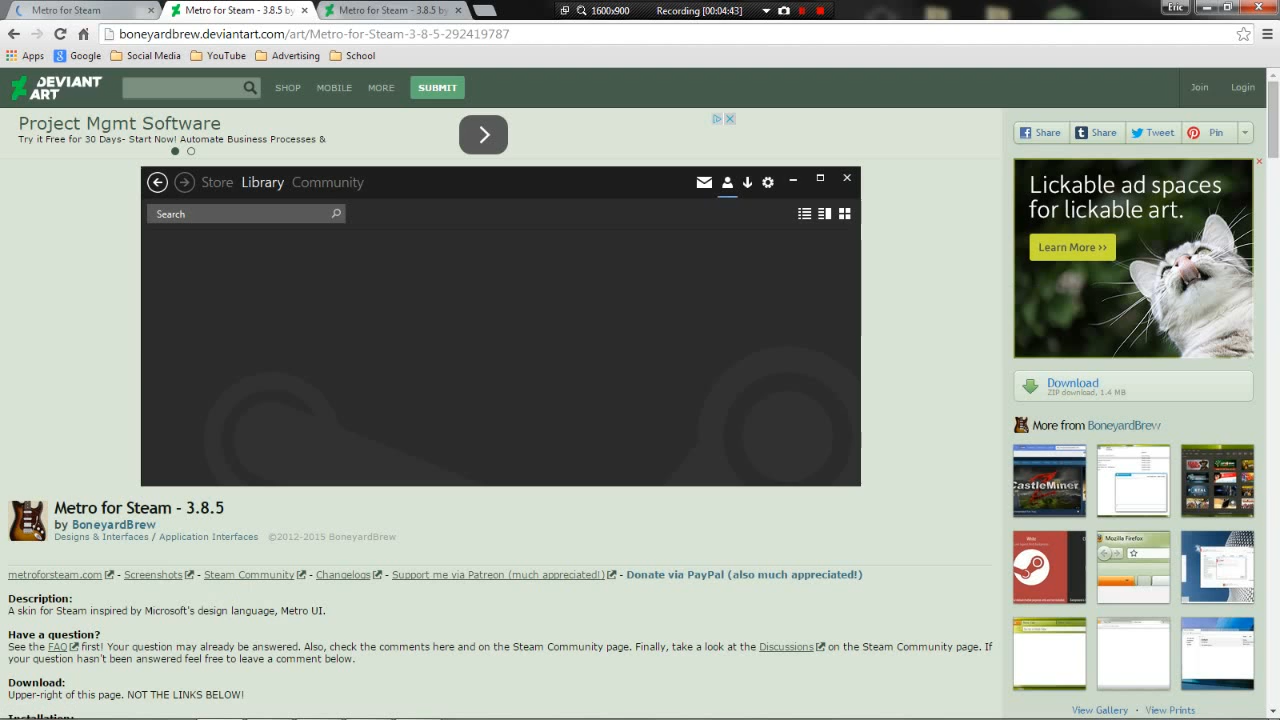 Metro for Steam
Metro for Steam - 3.8.5 by
Metro for Steam - 3.8.5 by
1600x900
Recording [00:04:43]
Eric
boneyardbrew.deviantart.com/art/Metro-for-Steam-3-8-5-292419787
Apps Google Social Media YouTube Advertising School
DEVIANT
ART
SHOP MOBILE MORE SUBMIT Join Login
Project Mgmt Software
Try it Free for 30 Days- Start Now! Automate Business Processes &
Share Share Tweet Pin
Store Library Community
Search
Lickable ad spaces
for lickable art.
Learn More >>
Download
ZIP download, 1.4 MB
More from BoneyardBrew
CastleMiner
Mozilla Firefox
Metro for Steam - 3.8.5
by BoneyardBrew
Designs & Interfaces / Application Interfaces ©2012-2015 BoneyardBrew
metroforsteam.com - Screenshots - Steam Community - Changelogs - Support me via Patreon (much appreciated!) - Donate via PayPal (also much appreciated!)
Description:
A skin for Steam inspired by Microsoft's design language, Metro UI.
Have a question?
See the FAQ first! Your question may already be answered. Also, check the comments here and on the Steam Community page. Finally, take a look at the Discussions on the Steam Community page. If
your question hasn't been answered feel free to leave a comment below.
Download:
Upper-right of this page. NOT THE LINKS BELOW!
Installation:
View Gallery · View Prints